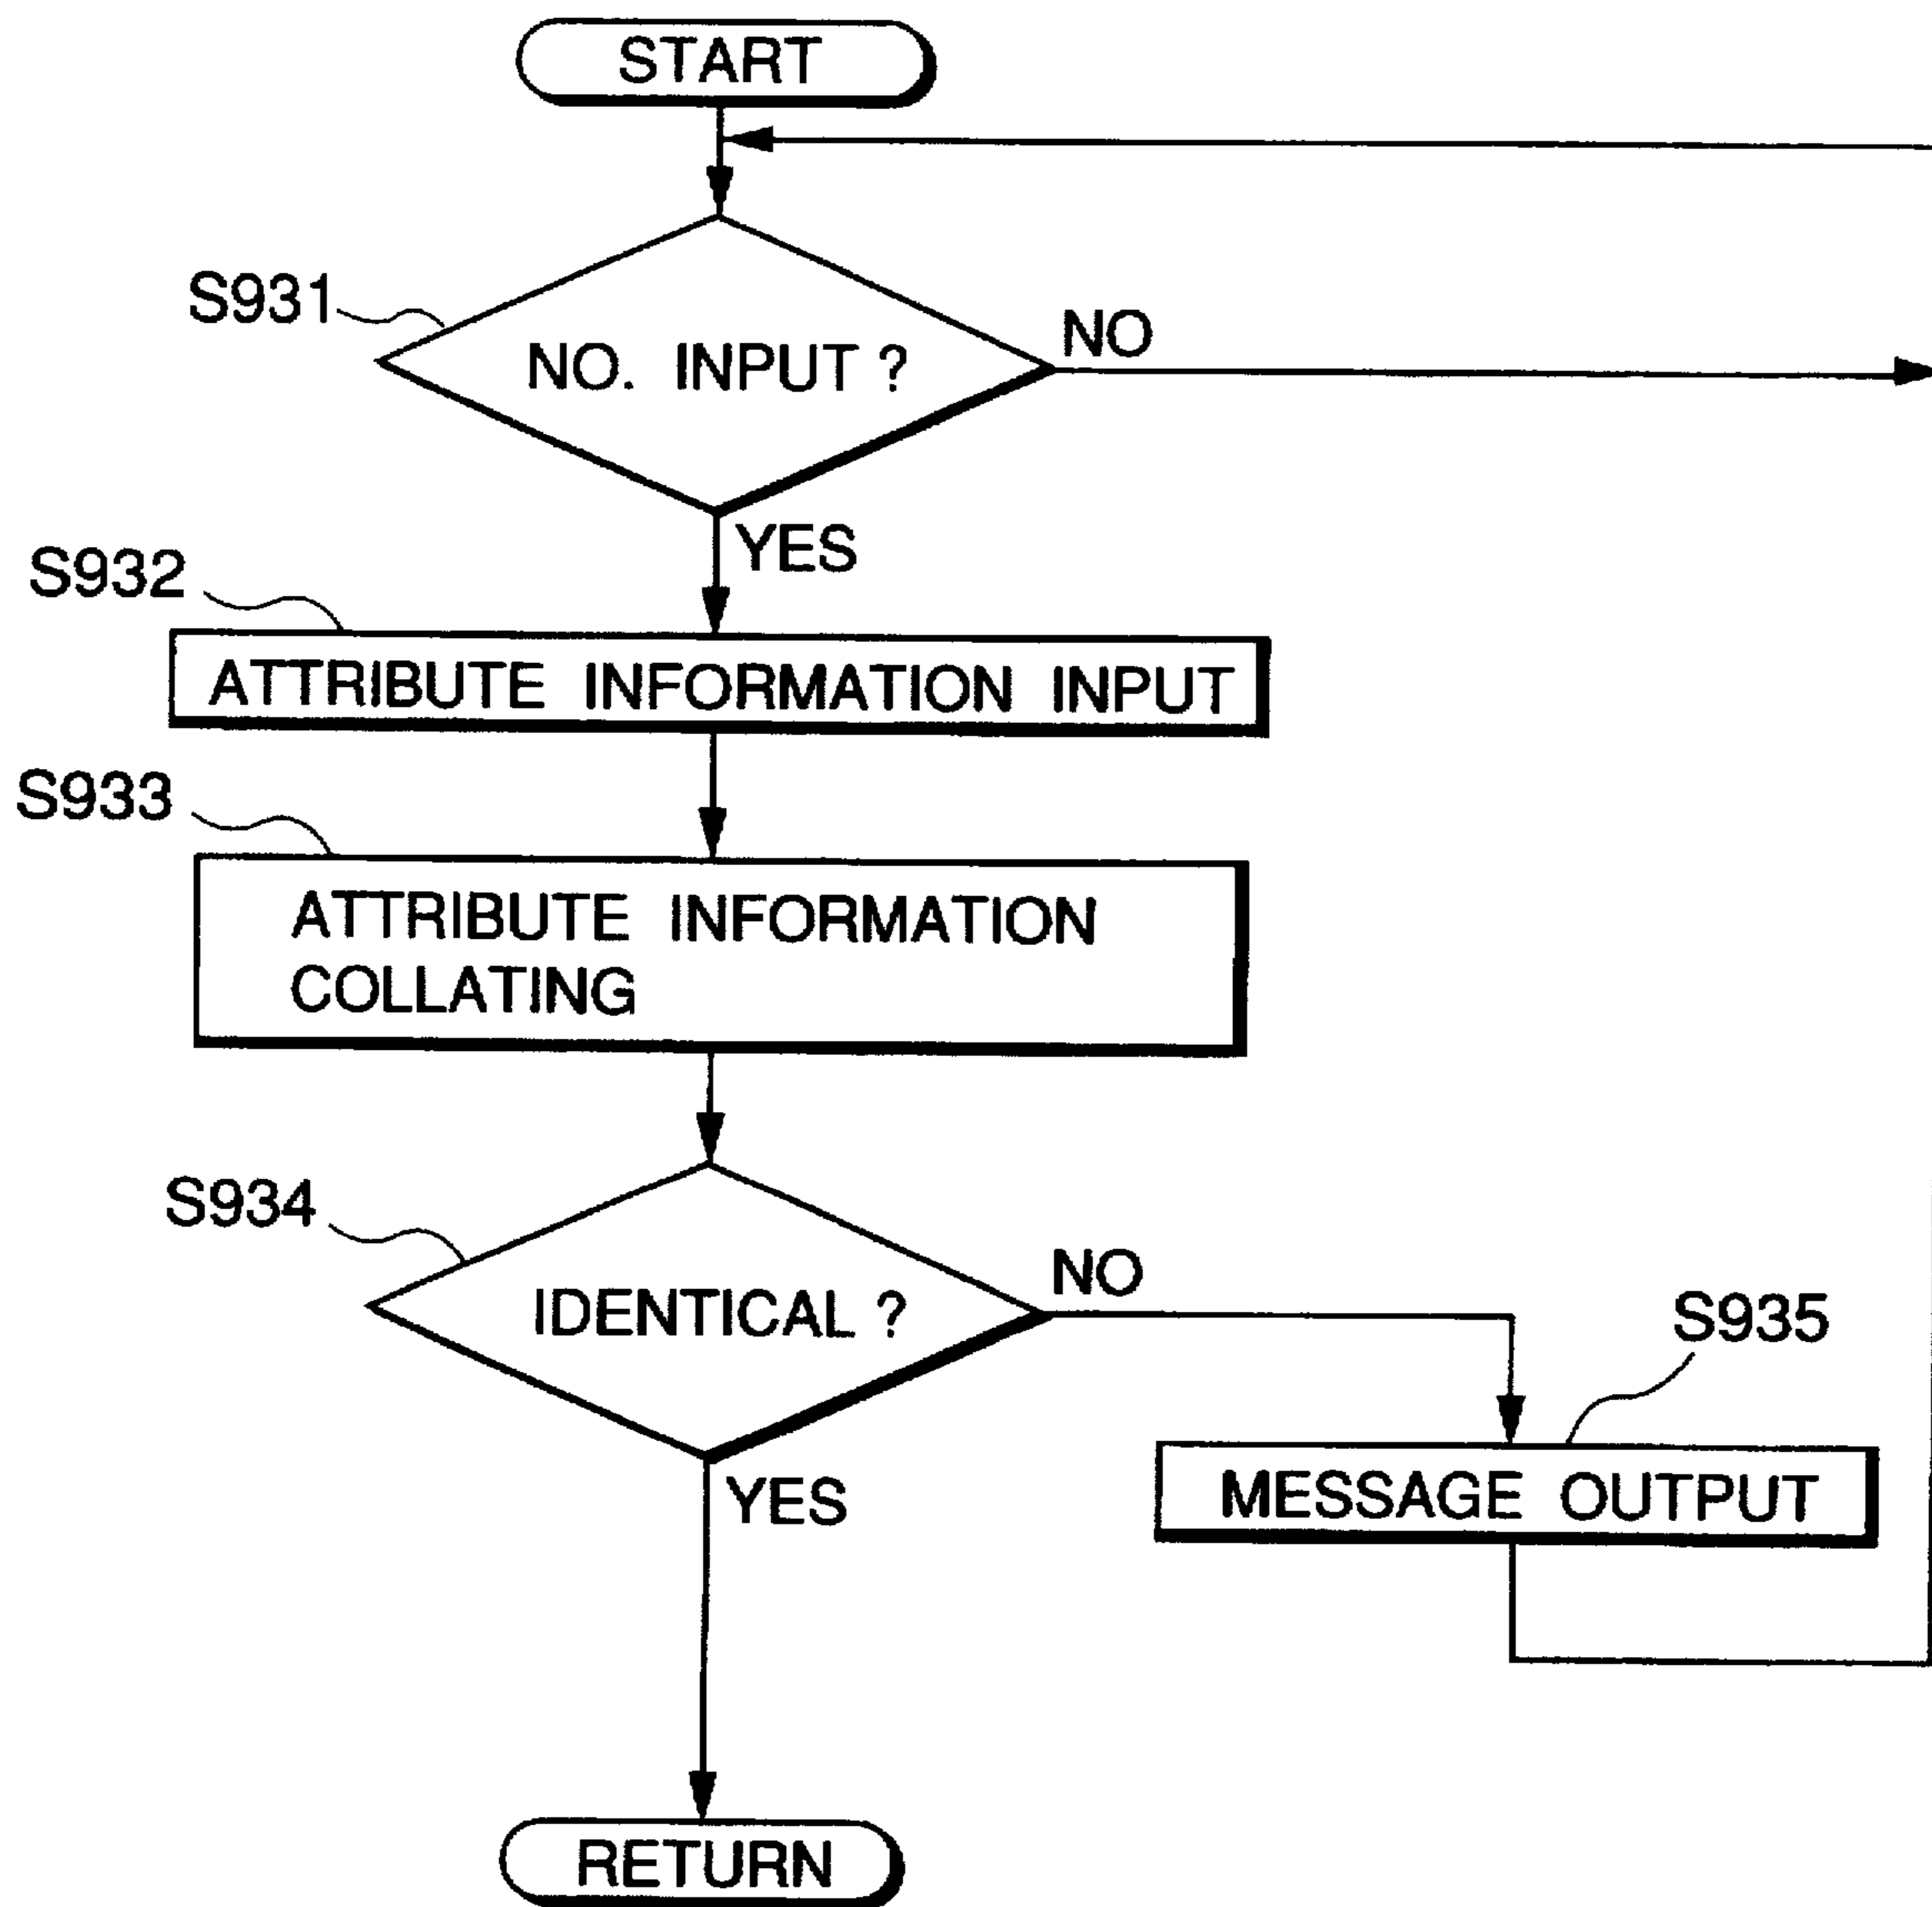 START
S931
NO. INPUT ?
NO
YES
S932
ATTRIBUTE INFORMATION INPUT
S933
ATTRIBUTE INFORMATION
COLLATING
S934
IDENTICAL ?
NO
S935
YES
MESSAGE OUTPUT
RETURN